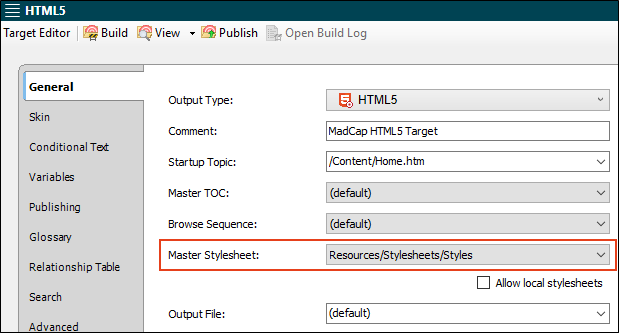 HTML5
Target Editor Build View Publish Open Build Log
General
Skin
Conditional Text
Variables
Publishing
Glossary
Relationship Table
Search
Advanced
Output Type: HTML5
Comment: MadCap HTML5 Target
Startup Topic: /Content/Home.htm
Master TOC: (default)
Browse Sequence: (default)
Master Stylesheet: Resources/Stylesheets/Styles
Allow local stylesheets
Output File: (default)